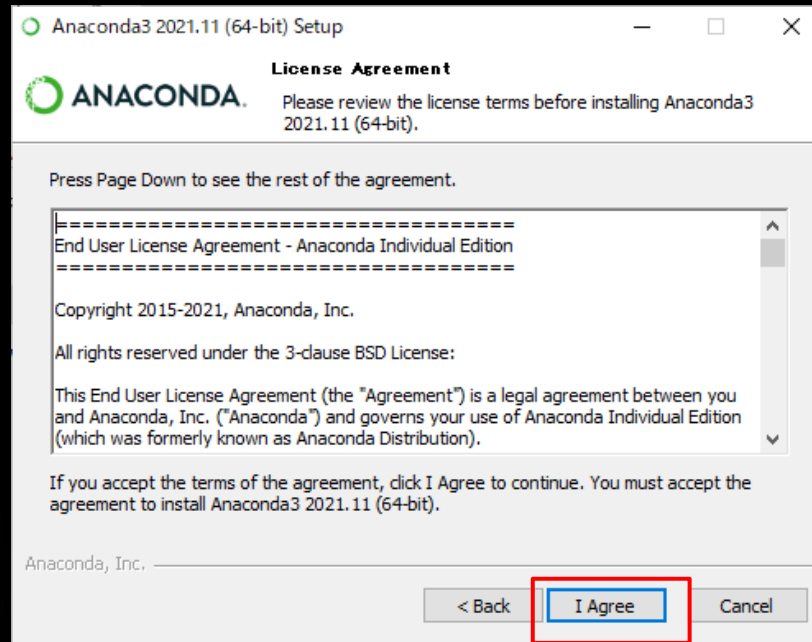 Anaconda3 2021.11 (64-bit) Setup
ANACONDA.
License Agreement
Please review the license terms before installing Anaconda3
2021.11 (64-bit).
Press Page Down to see the rest of the agreement.
===================================
End User License Agreement - Anaconda Individual Edition
===================================
Copyright 2015-2021, Anaconda, Inc.
All rights reserved under the 3-clause BSD License:
This End User License Agreement (the "Agreement") is a legal agreement between you
and Anaconda, Inc. ("Anaconda") and governs your use of Anaconda Individual Edition
(which was formerly known as Anaconda Distribution).
If you accept the terms of the agreement, click I Agree to continue. You must accept the
agreement to install Anaconda3 2021.11 (64-bit).
Anaconda, Inc.
< Back
I Agree
Cancel